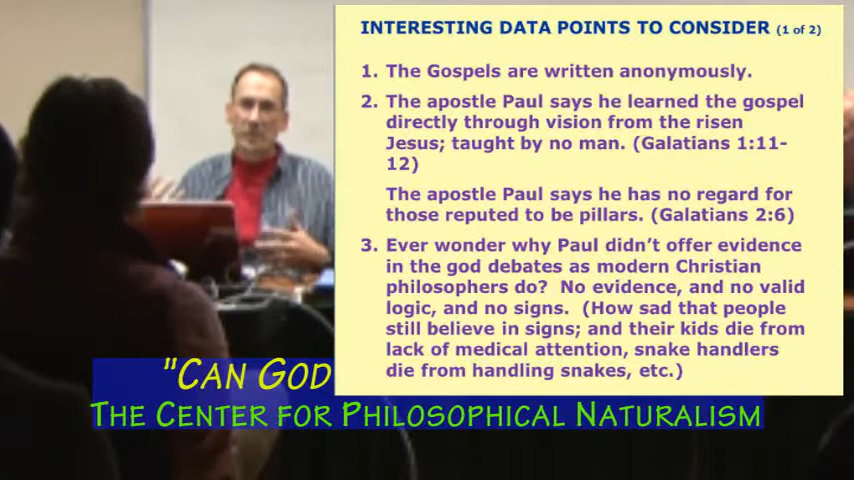 INTERESTING DATA POINTS TO CONSIDER (1 of 2)
1. The Gospels are written anonymously.
2. The apostle Paul says he learned the gospel
directly through vision from the risen
Jesus; taught by no man. (Galatians 1:11-
12)
The apostle Paul says he has no regard for
those reputed to be pillars. (Galatians 2:6)
3. Ever wonder why Paul didn't offer evidence
in the god debates as modern Christian
philosophers do? No evidence, and no valid
logic, and no signs. (How sad that people
still believe in signs; and their kids die from
lack of medical attention, snake handlers
die from handling snakes, etc.)
"CAN GOD
THE CENTER FOR PHILOSOPHICAL NATURALISM